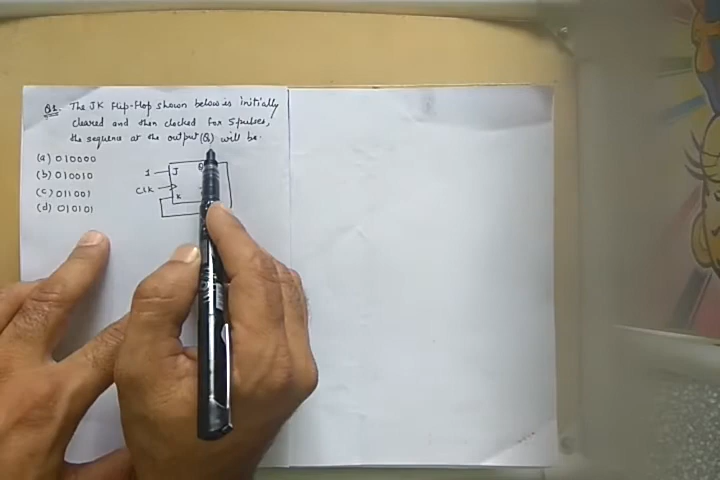 Q1. The JK Flip-Flop shown below is initially
cleared and then clocked for 5 pulses,
the sequence at the output (Q) will be.
(a) 010000
(b) 010010
(c) 011001
(d) 010101
1 J
CLK
K